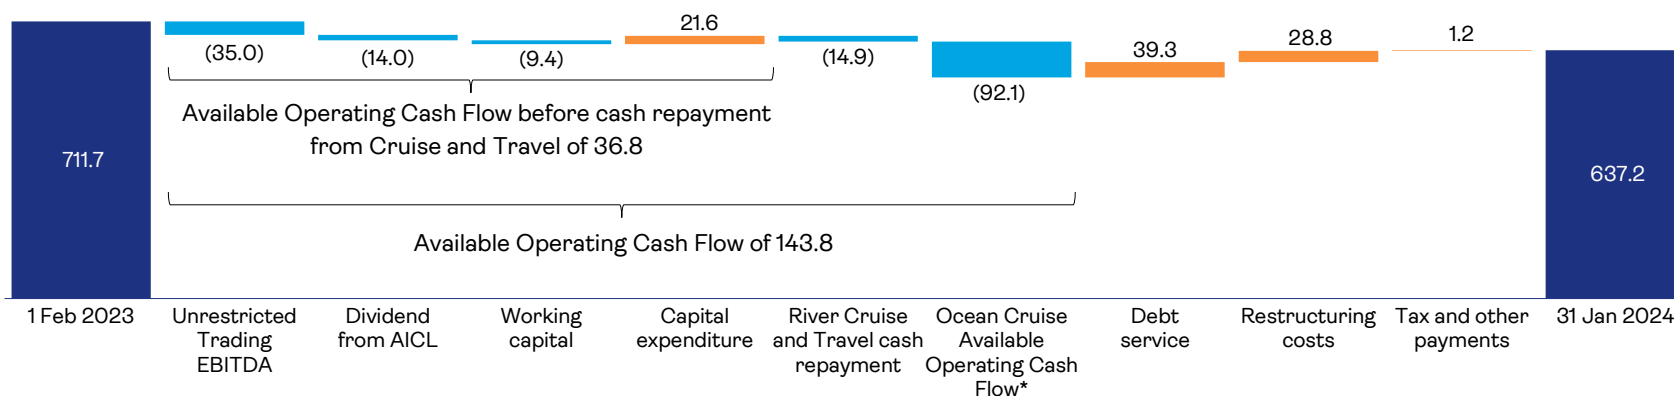 21.6
(35.0)
(14.0)
(9.4)
(14.9)
(92.1)
39.3
28.8
1.2
Available Operating Cash Flow before cash repayment
from Cruise and Travel of 36.8
711.7
637.2
Available Operating Cash Flow of 143.8
1 Feb 2023
Unrestricted
Trading
EBITDA
Dividend
from AICL
Working
capital
Capital
expenditure
River Cruise
and Travel cash
repayment
Ocean Cruise
Available
Operating Cash
Flow*
Debt
service
Restructuring
costs
Tax and other
payments
31 Jan 2024